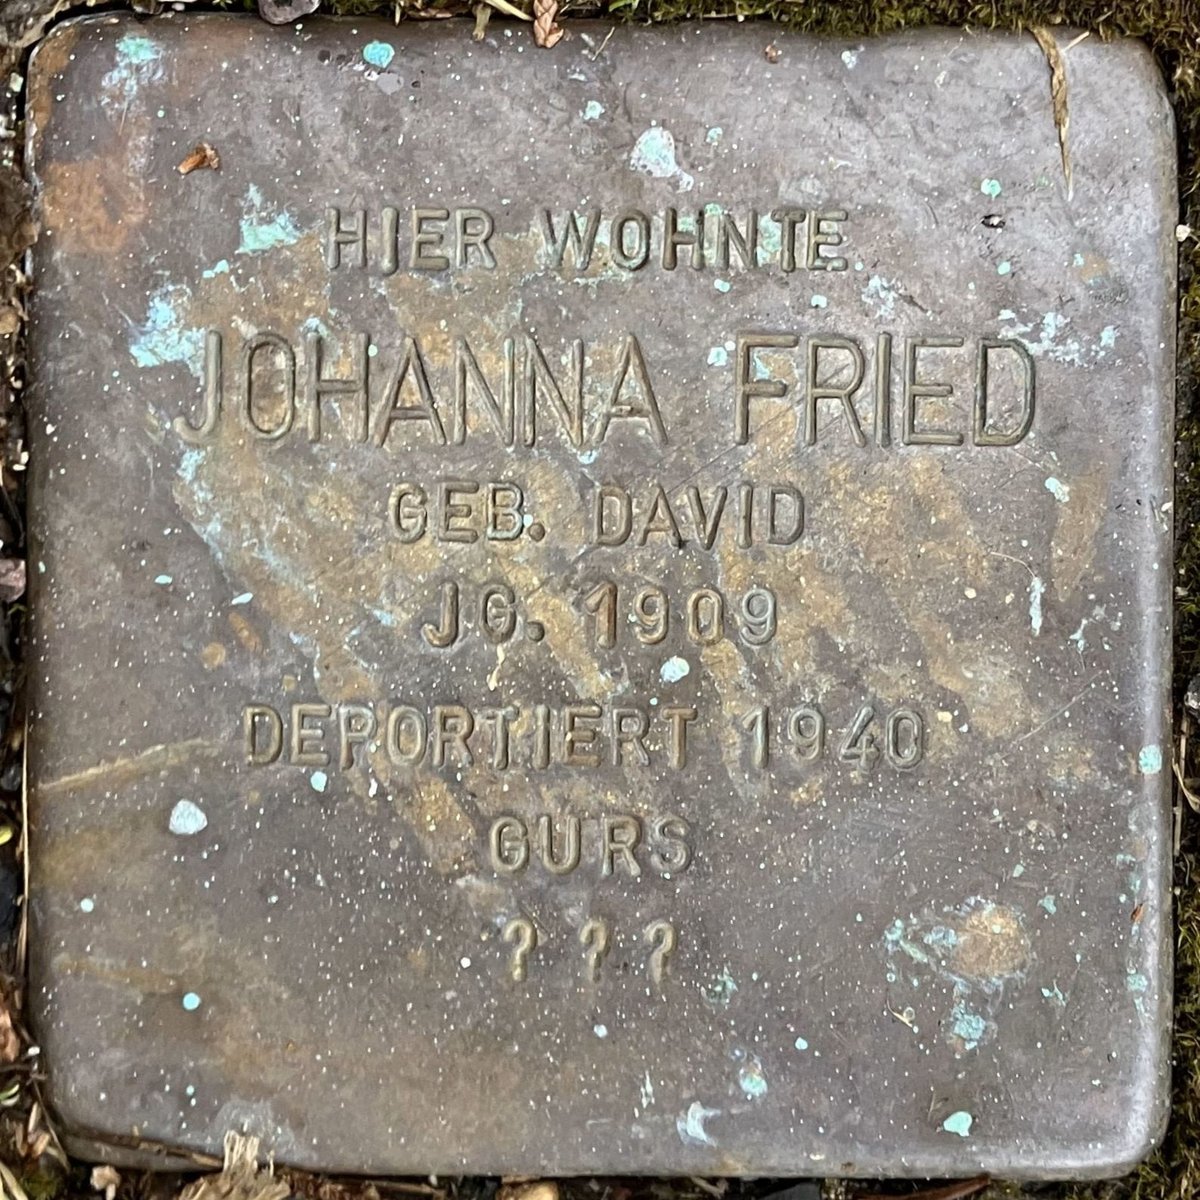 HIER WOHNTE
JOHANNA FRIED
GEB. DAVID
JG. 1909
DEPORTIERT 1940
GURS
? ? ?